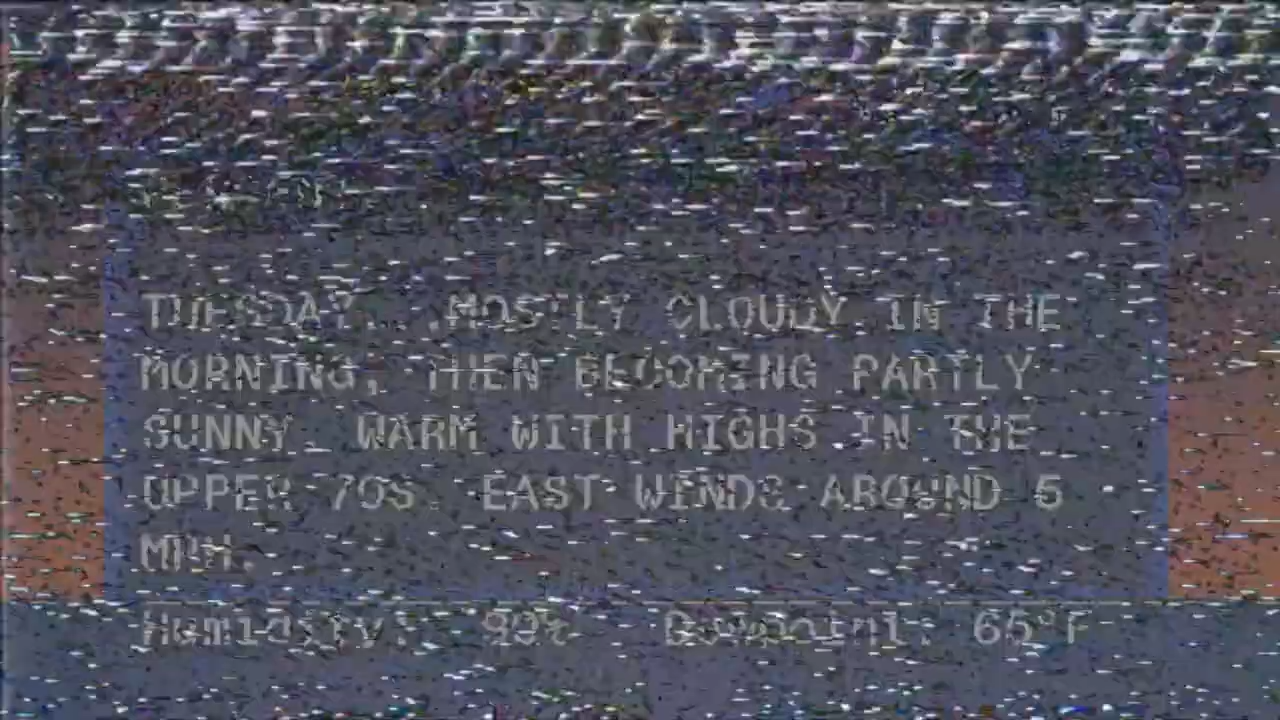 TUESDAY... MOSTLY CLOUDY IN THE
MORNING, THEN BECOMING PARTLY
SUNNY. WARM WITH HIGHS IN THE
UPPER 70S. EAST WINDS AROUND 5
MPH.
Humidity: Dewpoint: 65°F